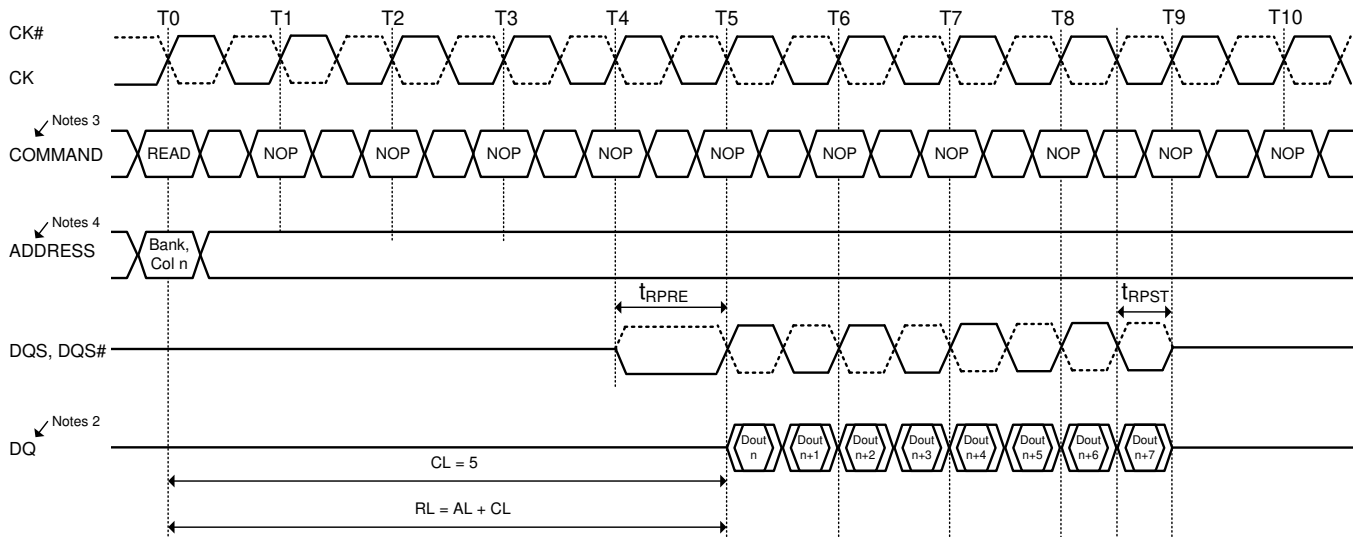 T0 T1 T2 T3 T4 T5 T6 T7 T8 T9 T10
CK#
CK
Notes 3
COMMAND READ NOP NOP NOP NOP NOP NOP NOP NOP NOP NOP
Notes 4
ADDRESS
Bank,
Col n
tRPRE tRPST
DQS, DQS#
Notes 2
DQ
Dout Dout Dout Dout Dout Dout Dout Dout
n n+1 n+2 n+3 n+4 n+5 n+6 n+7
CL = 5
RL = AL + CL